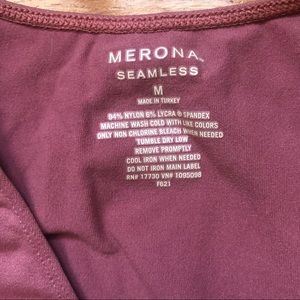 MERONA™
SEAMLESS
M
MADE IN TURKEY
94% NYLON 6% LYCRA ® SPANDEX
MACHINE WASH COLD WITH LIKE COLORS
ONLY NON CHLORINE BLEACH WHEN NEEDED
TUMBLE DRY LOW
REMOVE PROMPTLY
COOL IRON WHEN NEEDED
DO NOT IRON MAIN LABEL
RN# 17730 VN# 1095098
F621